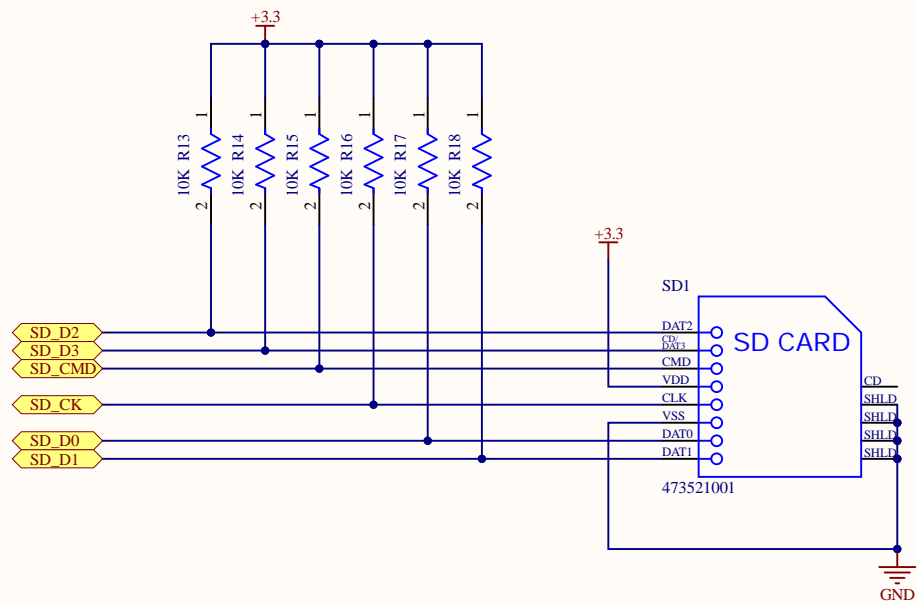 +3.3
1 1 1 1 1 1
10K R13 10K R14 10K R15 10K R16 10K R17 10K R18
2 2 2 2 2 2
+3.3
SD1
SD_D2
SD_D3
SD_CMD
SD_CK
SD_D0
SD_D1
DAT2
CD/
DAT3
CMD
VDD
CLK
VSS
DAT0
DAT1
SD CARD
CD
SHLD
SHLD
SHLD
SHLD
473521001
GND